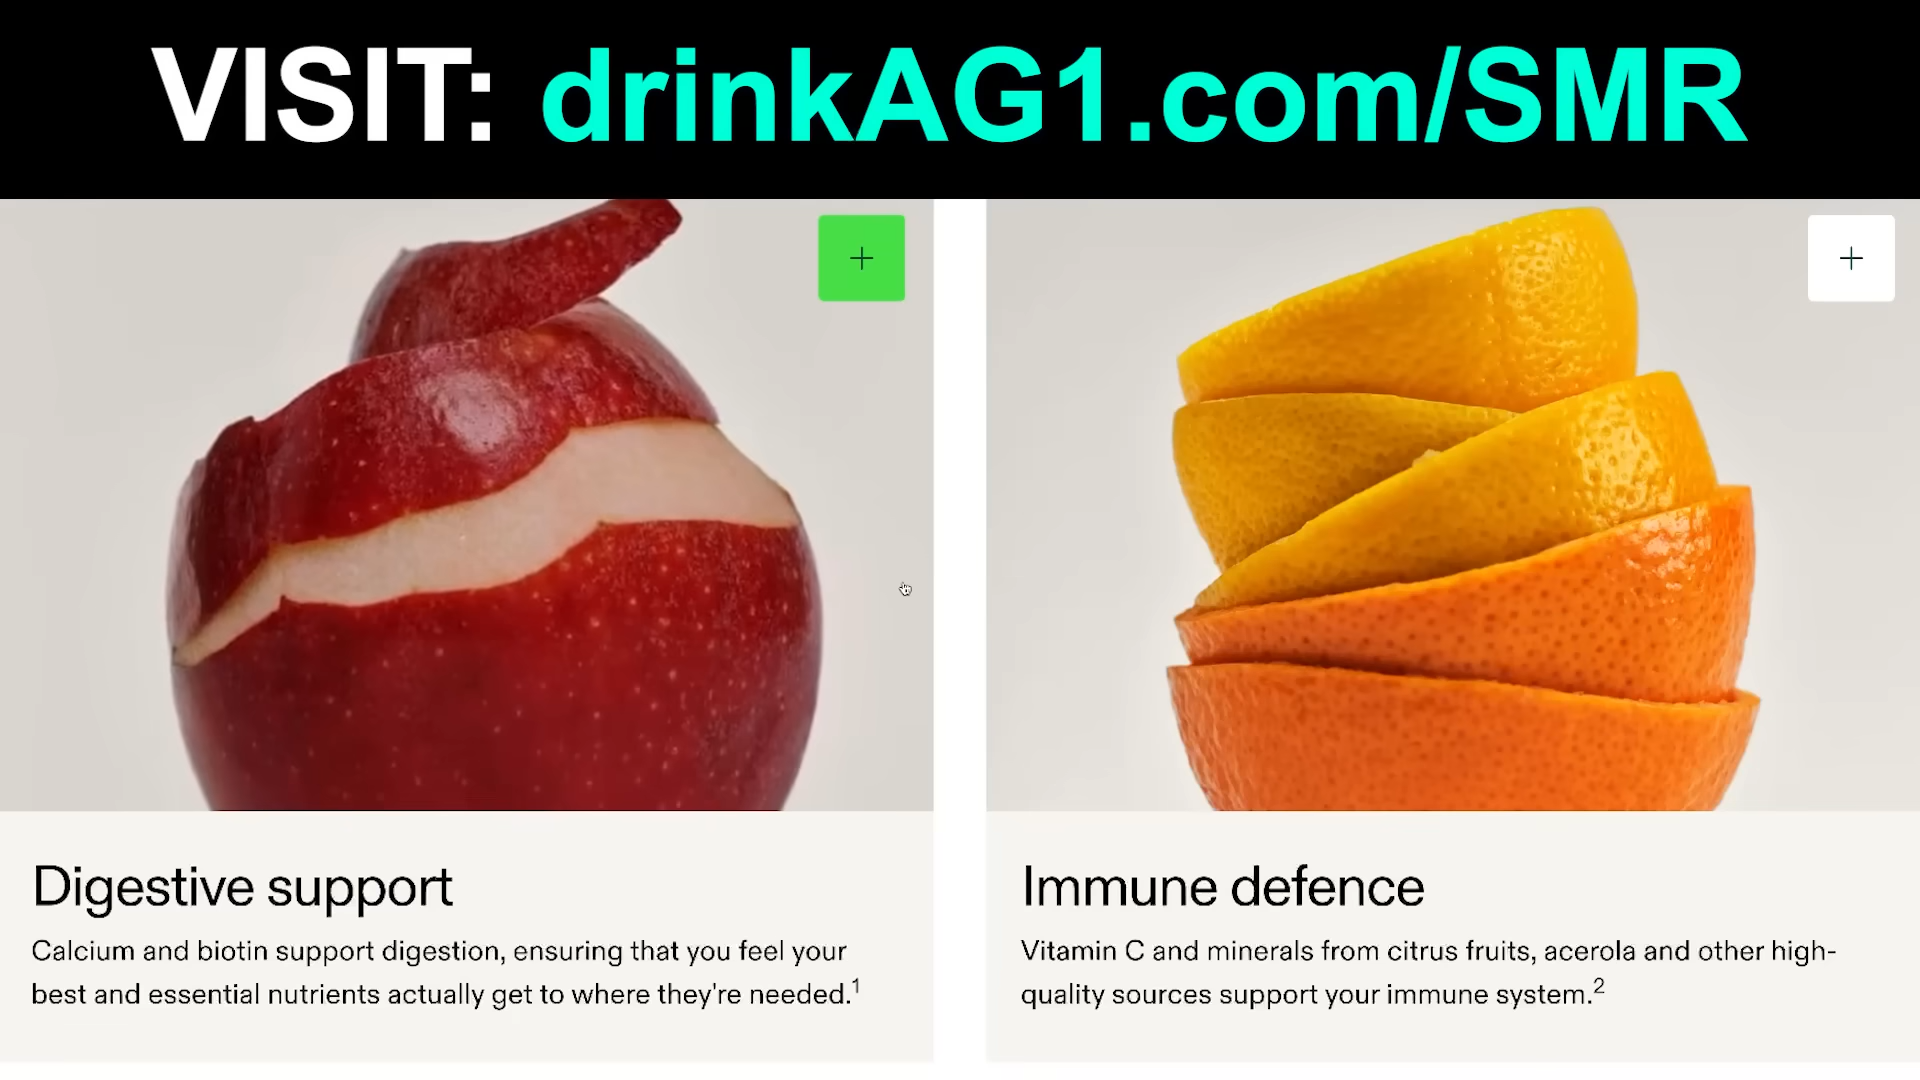 VISIT: drinkAG1.com/SMR
Digestive support
Calcium and biotin support digestion, ensuring that you feel your
best and essential nutrients actually get to where they're needed.1
Immune defence
Vitamin C and minerals from citrus fruits, acerola and other high-
quality sources support your immune system.2